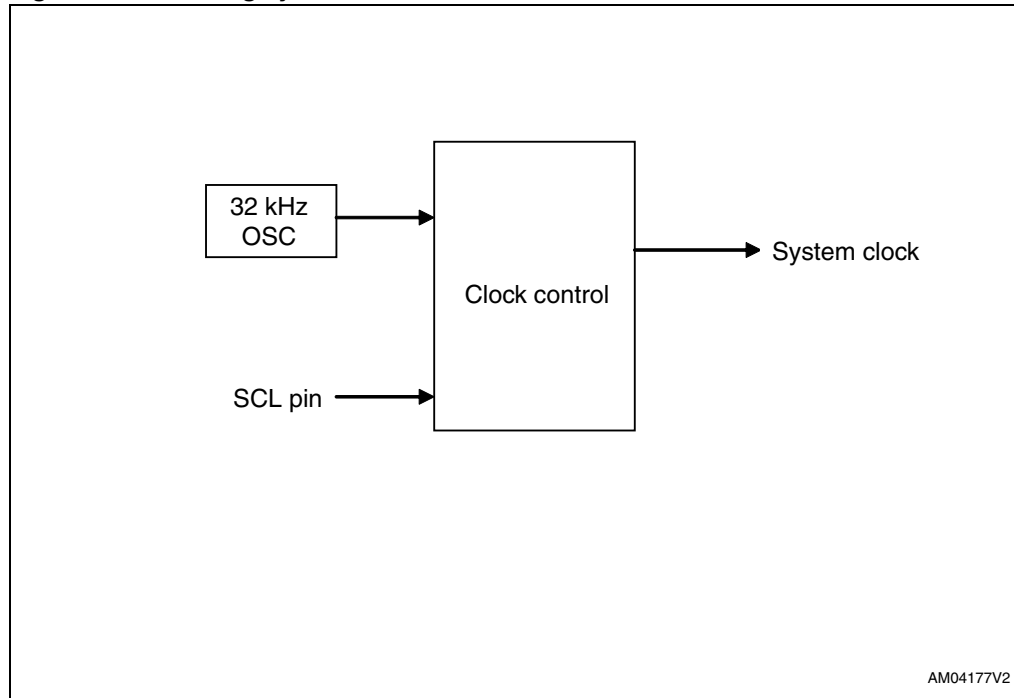 32 kHz
OSC
Clock control
System clock
SCL pin
AM04177V2